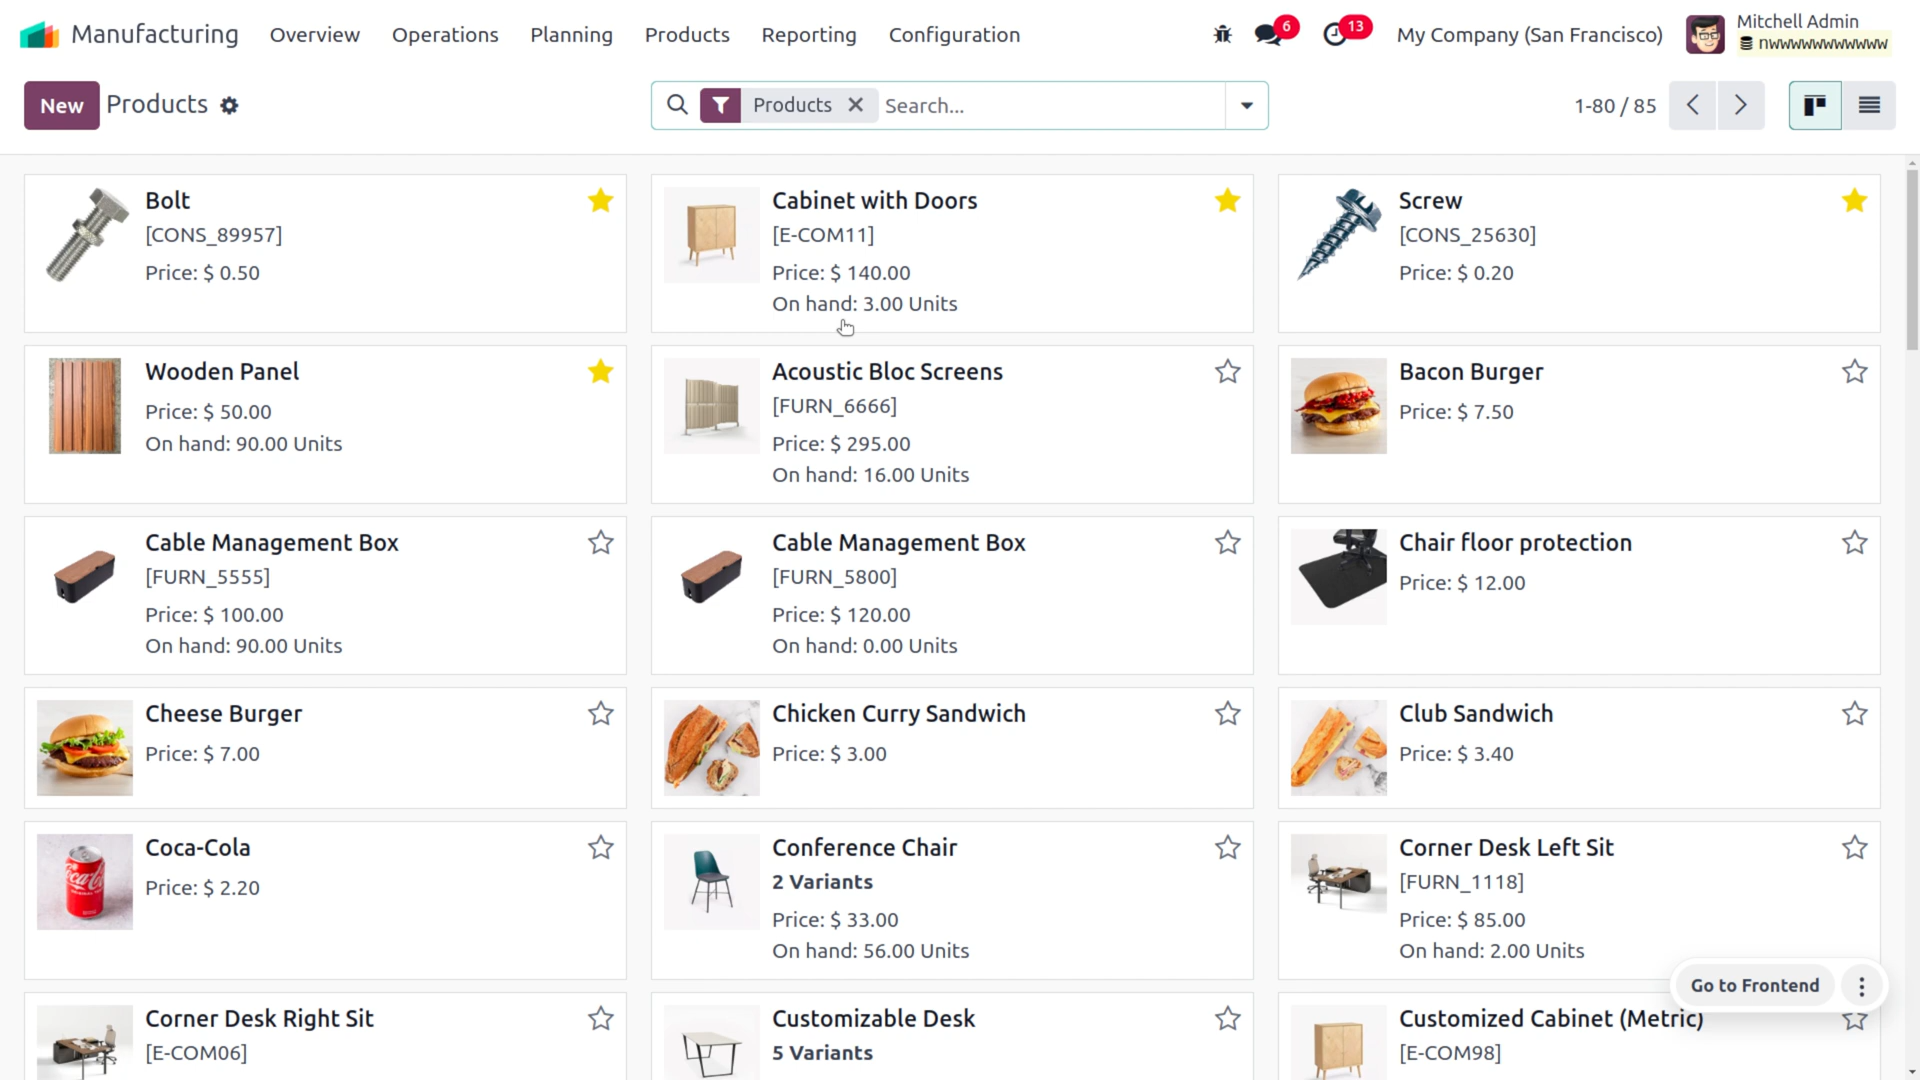 Manufacturing
Overview
Operations
Planning
Products
Reporting
Configuration
6
13
My Company (San Francisco)
Mitchell Admin
nwwwwwwwwwww
New
Products
Products
Search...
1-80 / 85
Bolt
[CONS_89957]
Price: $ 0.50
Cabinet with Doors
[E-COM11]
Price: $ 140.00
On hand: 3.00 Units
Screw
[CONS_25630]
Price: $ 0.20
Wooden Panel
Price: $ 50.00
On hand: 90.00 Units
Acoustic Bloc Screens
[FURN_6666]
Price: $ 295.00
On hand: 16.00 Units
Bacon Burger
Price: $ 7.50
Cable Management Box
[FURN_5555]
Price: $ 100.00
On hand: 90.00 Units
Cable Management Box
[FURN_5800]
Price: $ 120.00
On hand: 0.00 Units
Chair floor protection
Price: $ 12.00
Cheese Burger
Price: $ 7.00
Chicken Curry Sandwich
Price: $ 3.00
Club Sandwich
Price: $ 3.40
Coca-Cola
Price: $ 2.20
Conference Chair
2 Variants
Price: $ 33.00
On hand: 56.00 Units
Corner Desk Left Sit
[FURN_1118]
Price: $ 85.00
On hand: 2.00 Units
Go to Frontend
Corner Desk Right Sit
[E-COM06]
Customizable Desk
5 Variants
Customized Cabinet (Metric)
[E-COM98]